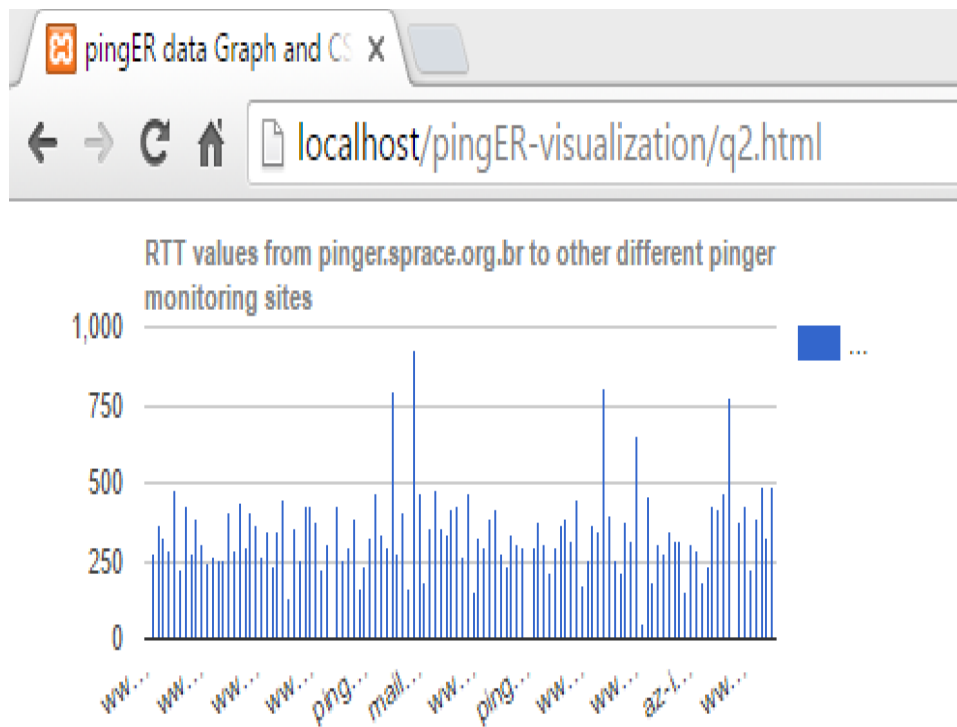 pingER data Graph and CS
localhost/pingER-visualization/q2.html
RTT values from pinger.sprace.org.br to other different pinger
monitoring sites
1,000
...
750
500
250
0
ww... ww... ww... ww... ping... mail... ww... ping... ww... ww... az-i... ww...